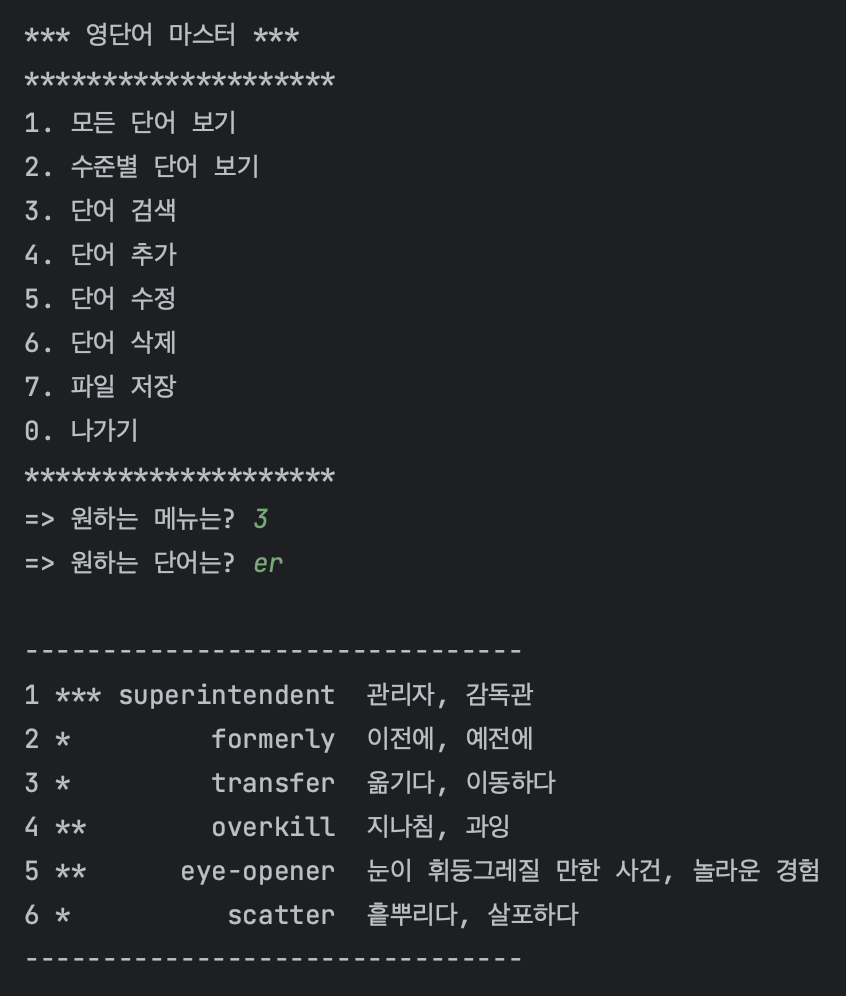 *** 영단어 마스터 ***
********************
1. 모든 단어 보기
2. 수준별 단어 보기
3. 단어 검색
4. 단어 추가
5. 단어 수정
6. 단어 삭제
7. 파일 저장
0. 나가기
********************
=> 원하는 메뉴는? 3
=> 원하는 단어는? er
--------------------------------
1 *** superintendent  관리자, 감독관
2 *         formerly  이전에, 예전에
3 *         transfer  옮기다, 이동하다
4 **        overkill  지나침, 과잉
5 **      eye-opener  눈이 휘둥그레질 만한 사건, 놀라운 경험
6 *          scatter  흩뿌리다, 살포하다
--------------------------------